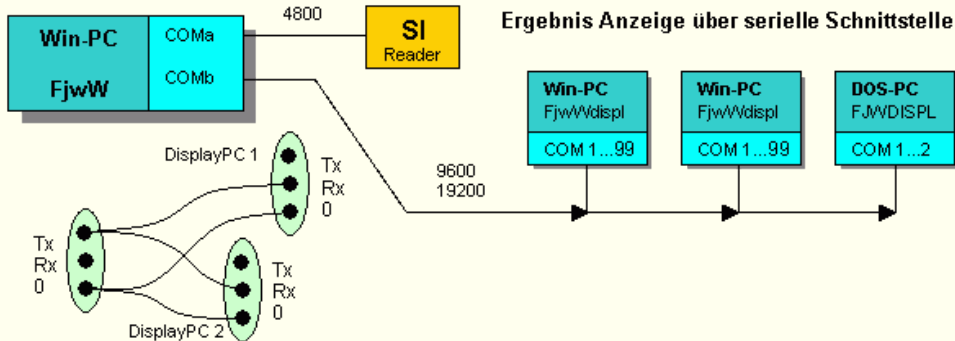 4800
Ergebnis Anzeige über serielle Schnittstelle
Win-PC
FjwW
COMa
COMb
SI
Reader
Win-PC
FjwWdispl
COM 1...99
Win-PC
FjwWdispl
COM 1...99
DOS-PC
FJWDISPL
COM 1...2
9600
19200
DisplayPC 1
Tx
Rx
0
Tx
Rx
0
Tx
Rx
0
DisplayPC 2